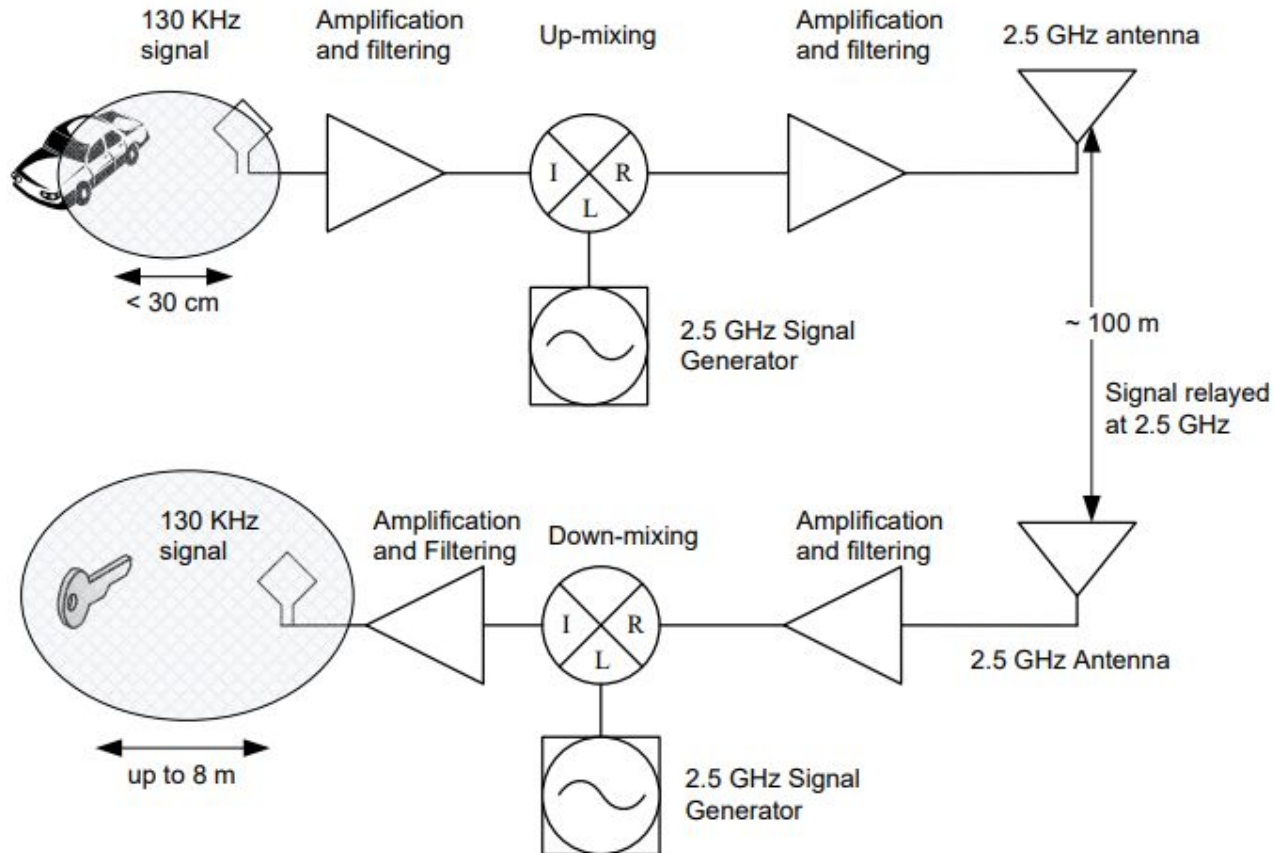 130 KHz
signal
Amplification
and filtering
Up-mixing
Amplification
and filtering
2.5 GHz antenna
I
R
L
< 30 cm
2.5 GHz Signal
Generator
~ 100 m
Signal relayed
at 2.5 GHz
130 KHz
signal
Amplification
and Filtering
Down-mixing
Amplification
and filtering
I
R
L
2.5 GHz Antenna
up to 8 m
2.5 GHz Signal
Generator